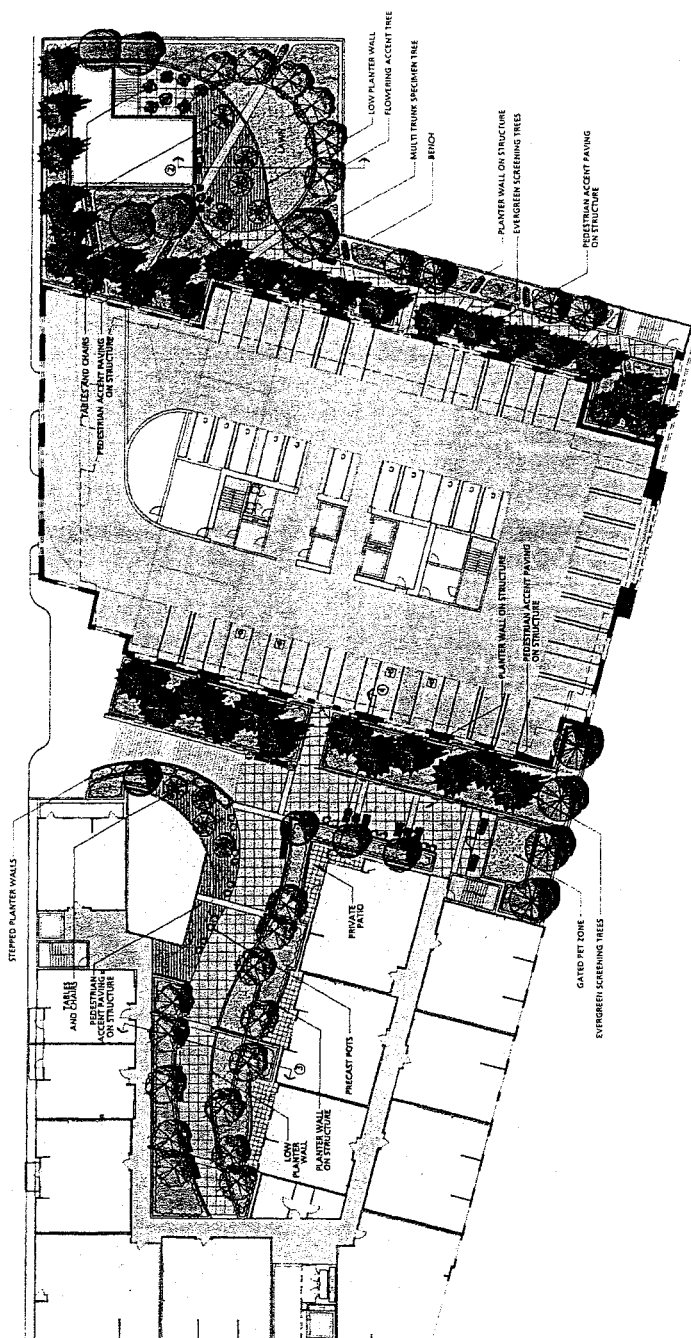 LOW PLANTER WALL
FLOWERING ACCENT TREE
MULTI TRUNK SPECIMEN TREE
BENCH
PLANTER WALL ON STRUCTURE
EVERGREEN SCREENING TREES
PEDESTRIAN ACCENT PAVING
ON STRUCTURE
LAWN
2
TABLES AND CHAIRS
PEDESTRIAN ACCENT PAVING
ON STRUCTURE
PLANTER WALL ON STRUCTURE
PEDESTRIAN ACCENT PAVING
ON STRUCTURE
STEPPED PLANTER WALLS
TABLES
AND CHAIRS
PEDESTRIAN
ACCENT PAVING
ON STRUCTURE
PRIVATE
PATIO
PRECAST POTS
PLANTER WALL
ON STRUCTURE
LOW
PLANTER
WALL
3
GATED PET ZONE
EVERGREEN SCREENING TREES